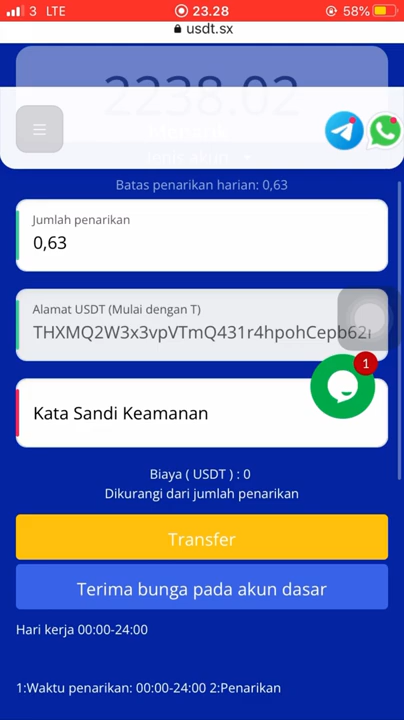 3 LTE
23.28
58%
usdt.sx
2238.02
Batas penarikan harian: 0,63
Jumlah penarikan
0,63
Alamat USDT (Mulai dengan T)
THXMQ2W3x3vpVTmQ431r4hpohCepb62
1
Kata Sandi Keamanan
Biaya ( USDT ) : 0
Dikurangi dari jumlah penarikan
Transfer
Terima bunga pada akun dasar
Hari kerja 00:00-24:00
1:Waktu penarikan: 00:00-24:00 2:Penarikan